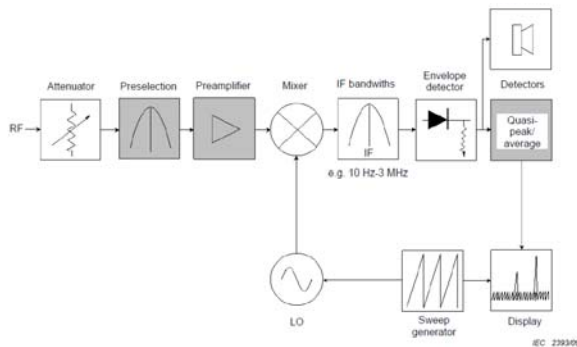 Attenuator
Preselection
Preamplifier
Mixer
IF bandwiths
Envelope
detector
Detectors
RF
IF
Quasi-
peak/
average
e.g. 10 Hz-3 MHz
LO
Sweep
generator
Display
IEC 2393/09